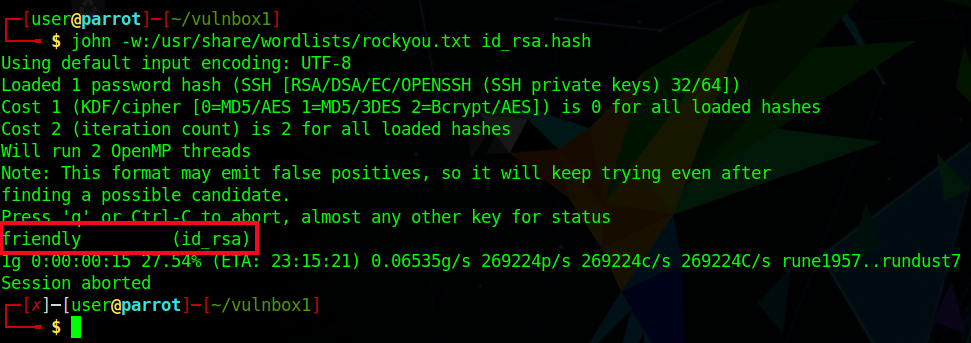 ┌─[user@parrot]─[~/vulnbox1]
└──╼ $ john -w:/usr/share/wordlists/rockyou.txt id_rsa.hash
Using default input encoding: UTF-8
Loaded 1 password hash (SSH [RSA/DSA/EC/OPENSSH (SSH private keys) 32/64])
Cost 1 (KDF/cipher [0=MD5/AES 1=MD5/3DES 2=Bcrypt/AES]) is 0 for all loaded hashes
Cost 2 (iteration count) is 2 for all loaded hashes
Will run 2 OpenMP threads
Note: This format may emit false positives, so it will keep trying even after
finding a possible candidate.
Press 'q' or Ctrl-C to abort, almost any other key for status
friendly         (id_rsa)
1g 0:00:00:15 27.54% (ETA: 23:15:21) 0.06535g/s 269224p/s 269224c/s 269224C/s rune1957..rundust7
Session aborted
┌─[✗]─[user@parrot]─[~/vulnbox1]
└──╼ $